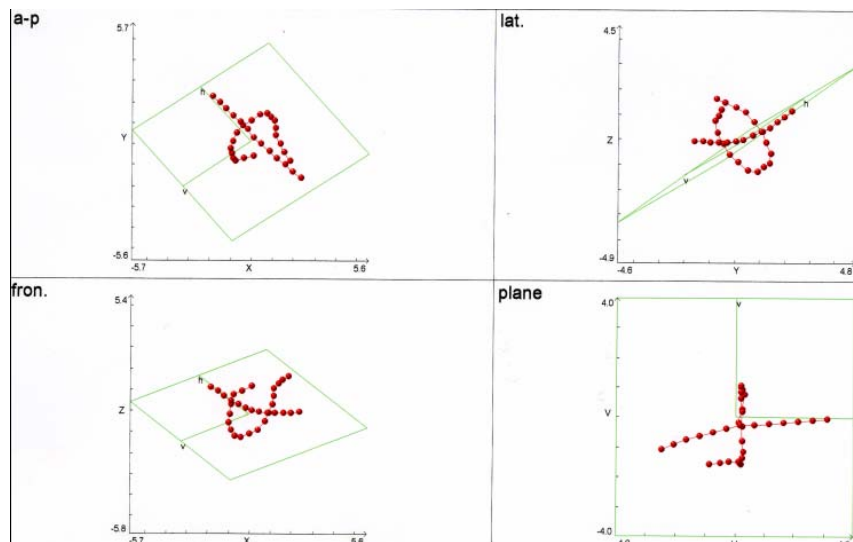 a-p
5.7
Y
h
v
-5.6
-5.7
X
5.6
lat.
4.5
h
Z
v
-4.9
-4.6
Y
4.8
fron.
5.4
h
Z
v
-5.8
-5.7
X
5.6
plane
4.0
v
V
-4.0